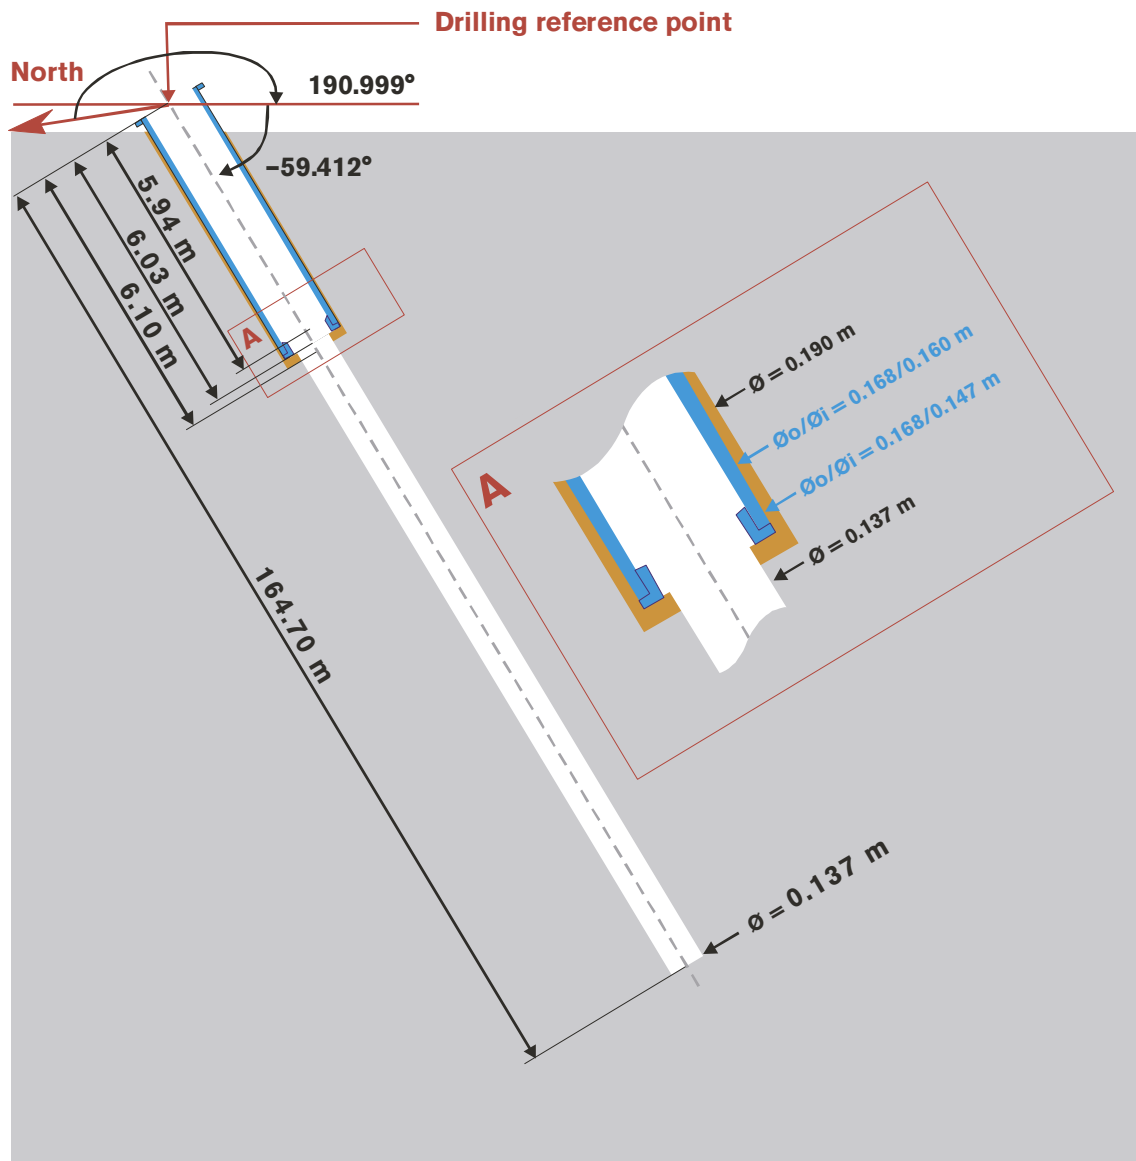 Drilling reference point
North
190.999°
−59.412°
5.94 m
6.03 m
6.10 m
A
Ø = 0.190 m
Øo/Øi = 0.168/0.160 m
Øo/Øi = 0.168/0.147 m
A
Ø = 0.137 m
164.70 m
Ø = 0.137 m